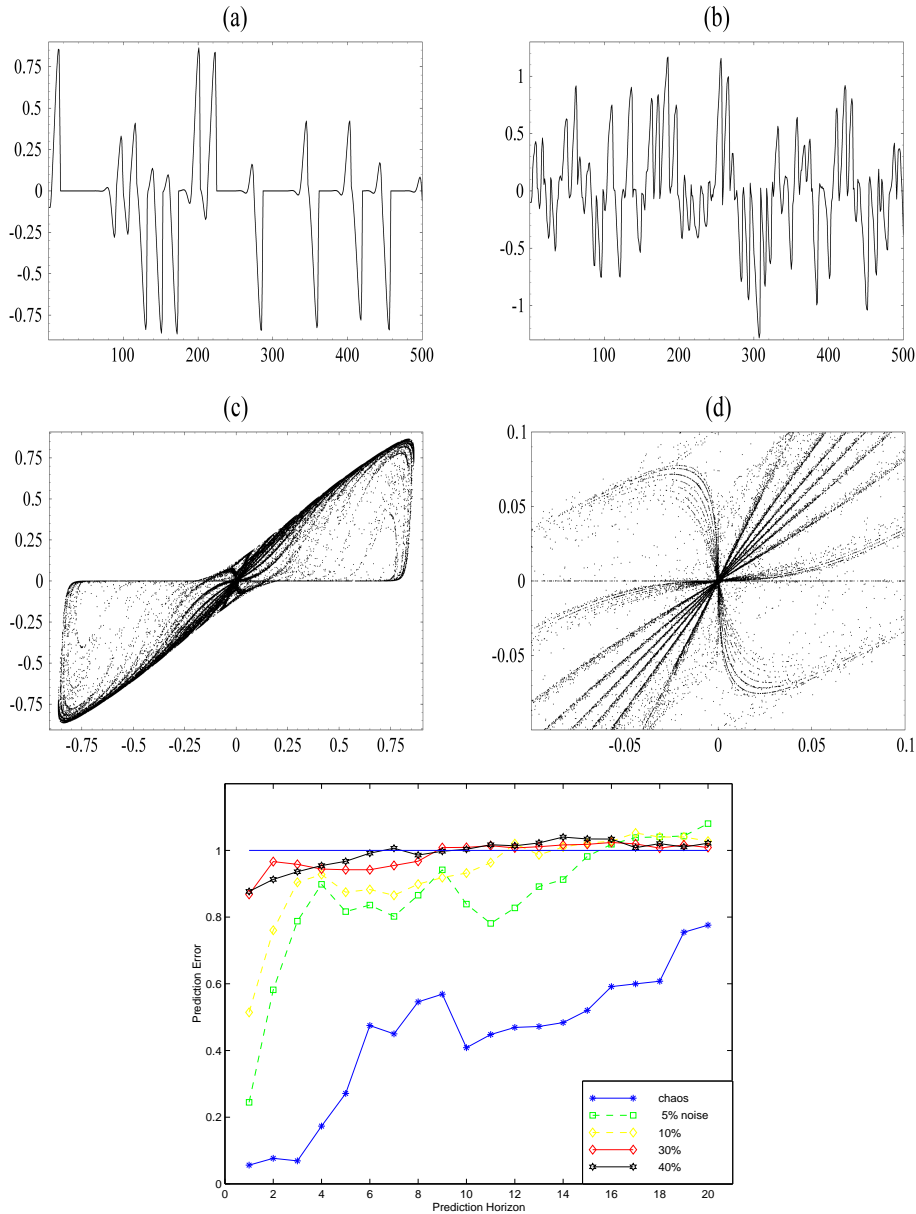 (a) (b)
0.75
0.5
0.25
0
-0.25
-0.5
-0.75
100 200 300 400 500
1
0.5
0
-0.5
-1
100 200 300 400 500
(c) (d)
0.75
0.5
0.25
0
-0.25
-0.5
-0.75
-0.75 -0.5 -0.25 0 0.25 0.5 0.75
0.1
0.05
0
-0.05
-0.05 0 0.05 0.1
Prediction Error
1
0.8
0.6
0.4
0.2
0
0 2 4 6 8 10 12 14 16 18 20
Prediction Horizon
chaos
5% noise
10%
30%
40%